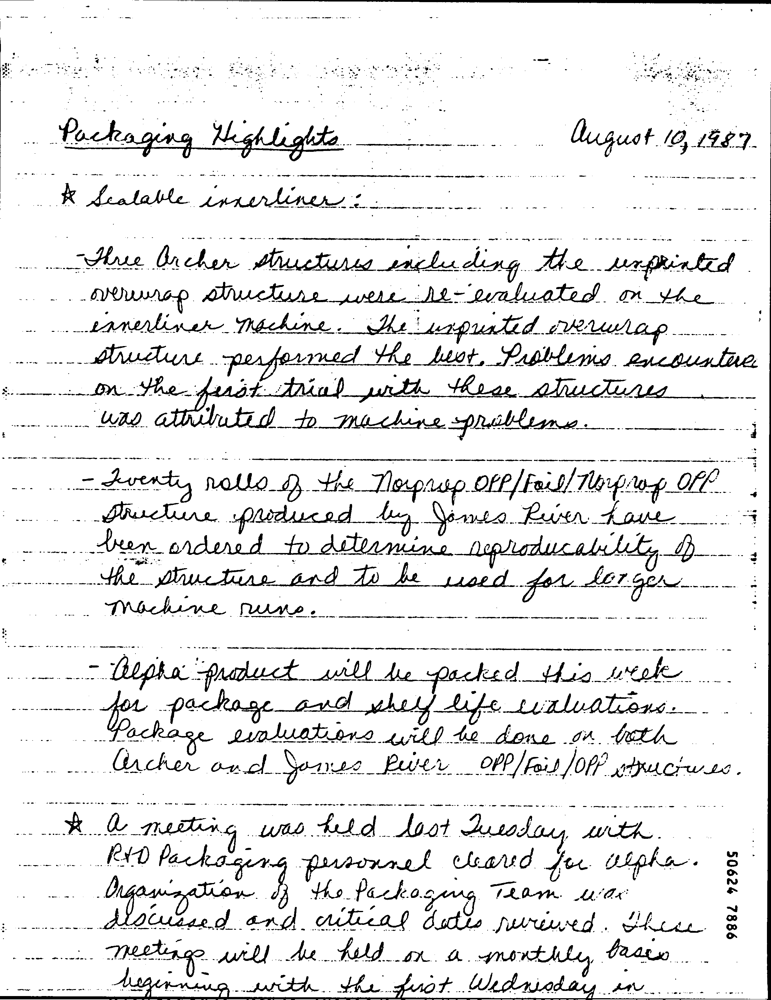 Packaging Highlights August 10, 1987
☆ Sealable innerliner:
- Three Archer structures including the unprinted
overwrap structure were re-evaluated on the
innerliner machine. The unprinted overwrap
structure performed the best. Problems encountere
on the first trial with these structures
was attributed to machine problems.
- Twenty rolls of the Norprop OPP/Foil/Norprop OPP
structure produced by James River have
been ordered to determine reproducability of
the structure and to be used for larger
machine runs.
- Alpha product will be packed this week
for package and shelf life evaluations.
Package evaluations will be done on both
Archer and James River OPP/Foil/OPP structures.
☆ A meeting was held last Tuesday with
R+D Packaging personnel cleared for alpha.
Organization of the Packaging Team was
discussed and critical dates reviewed. These
meetings will be held on a monthly basis
beginning with the first Wednesday in
50624 7886